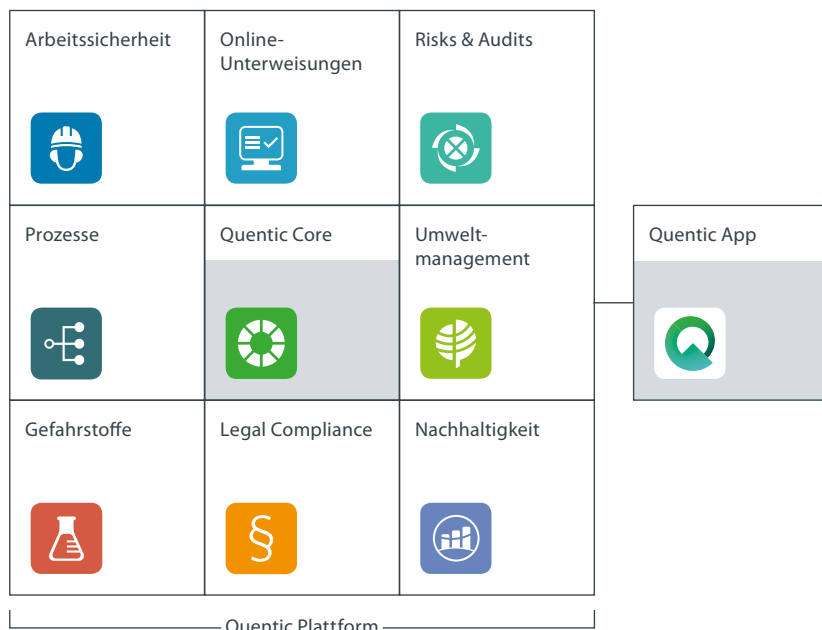 Arbeitssicherheit
Online-
Unterweisungen
Risks & Audits
Prozesse
Quentic Core
Umwelt-
management
Quentic App
Gefahrstoffe
Legal Compliance
§
Nachhaltigkeit
Quentic Plattform